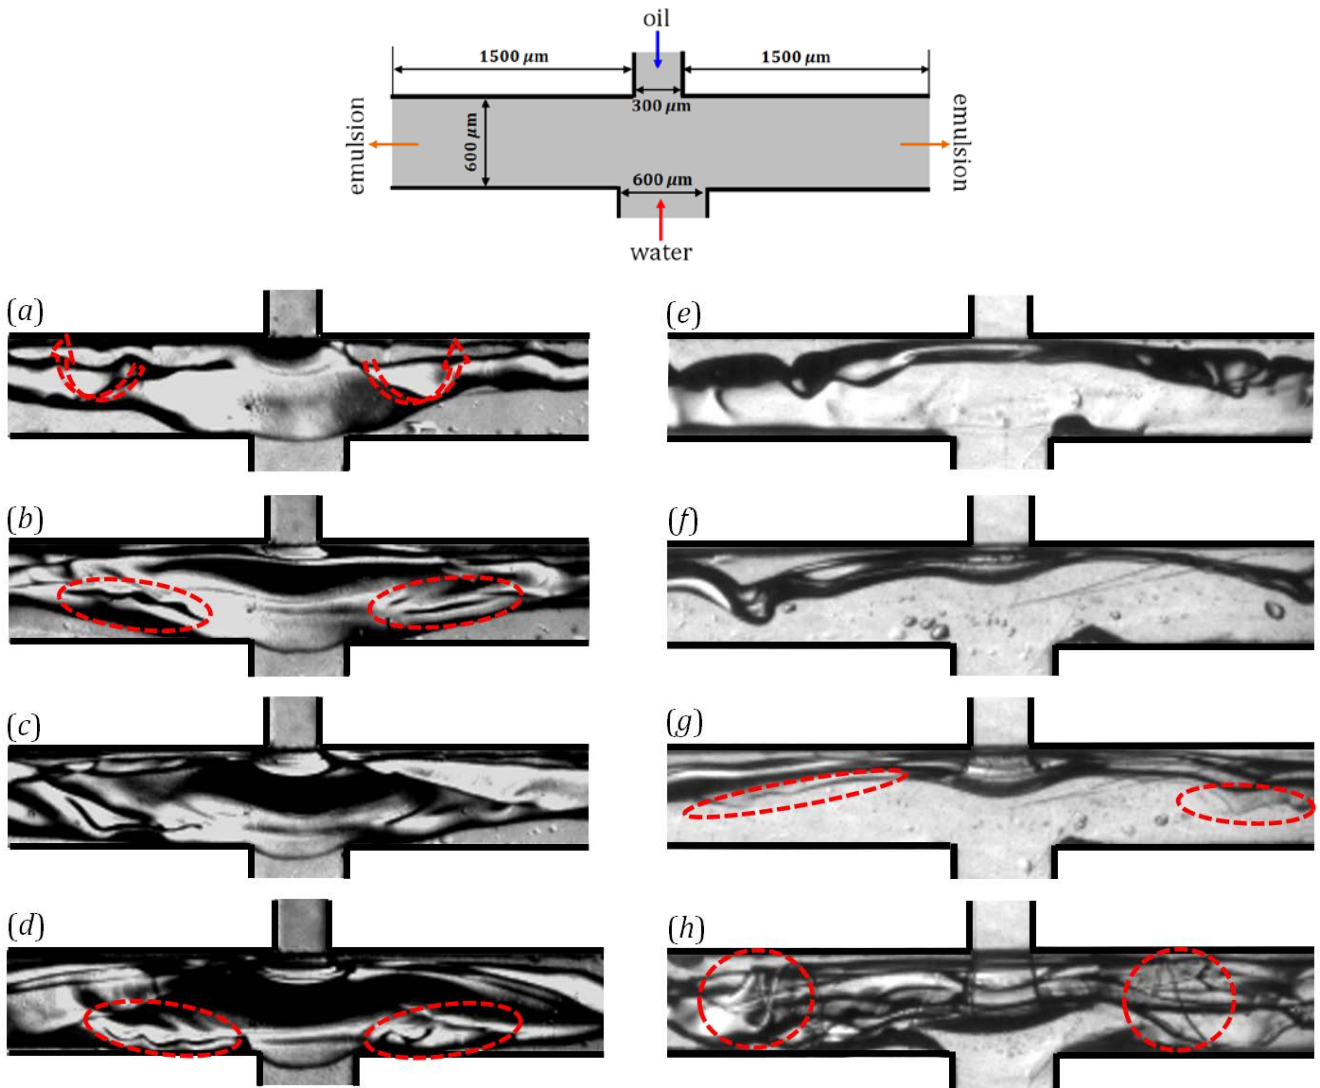 oil
1500 μm
1500 μm
300 μm
emulsion
600 μm
emulsion
600 μm
water
(a)
(e)
(b)
(f)
(c)
(g)
(d)
(h)